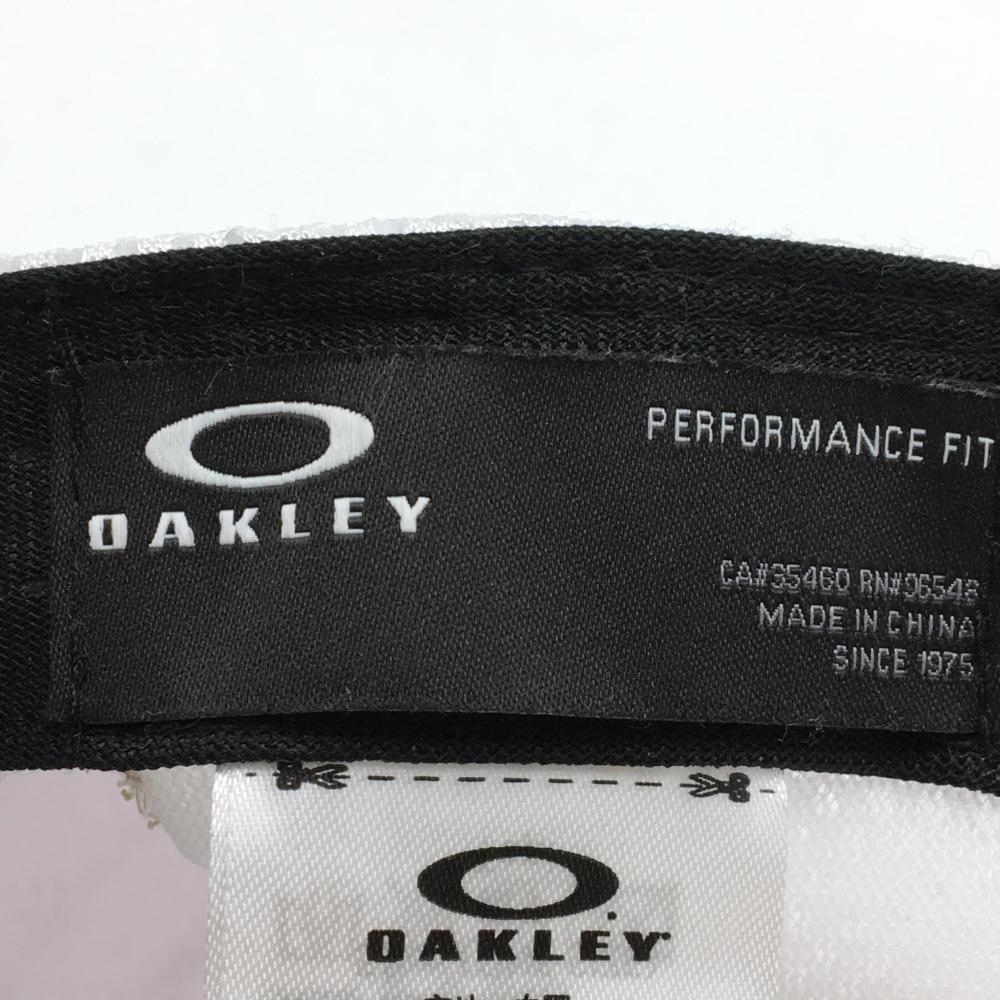 OAKLEY
PERFORMANCE FIT
CA#35460 RN#96548
MADE IN CHINA
SINCE 1975
OAKLEY